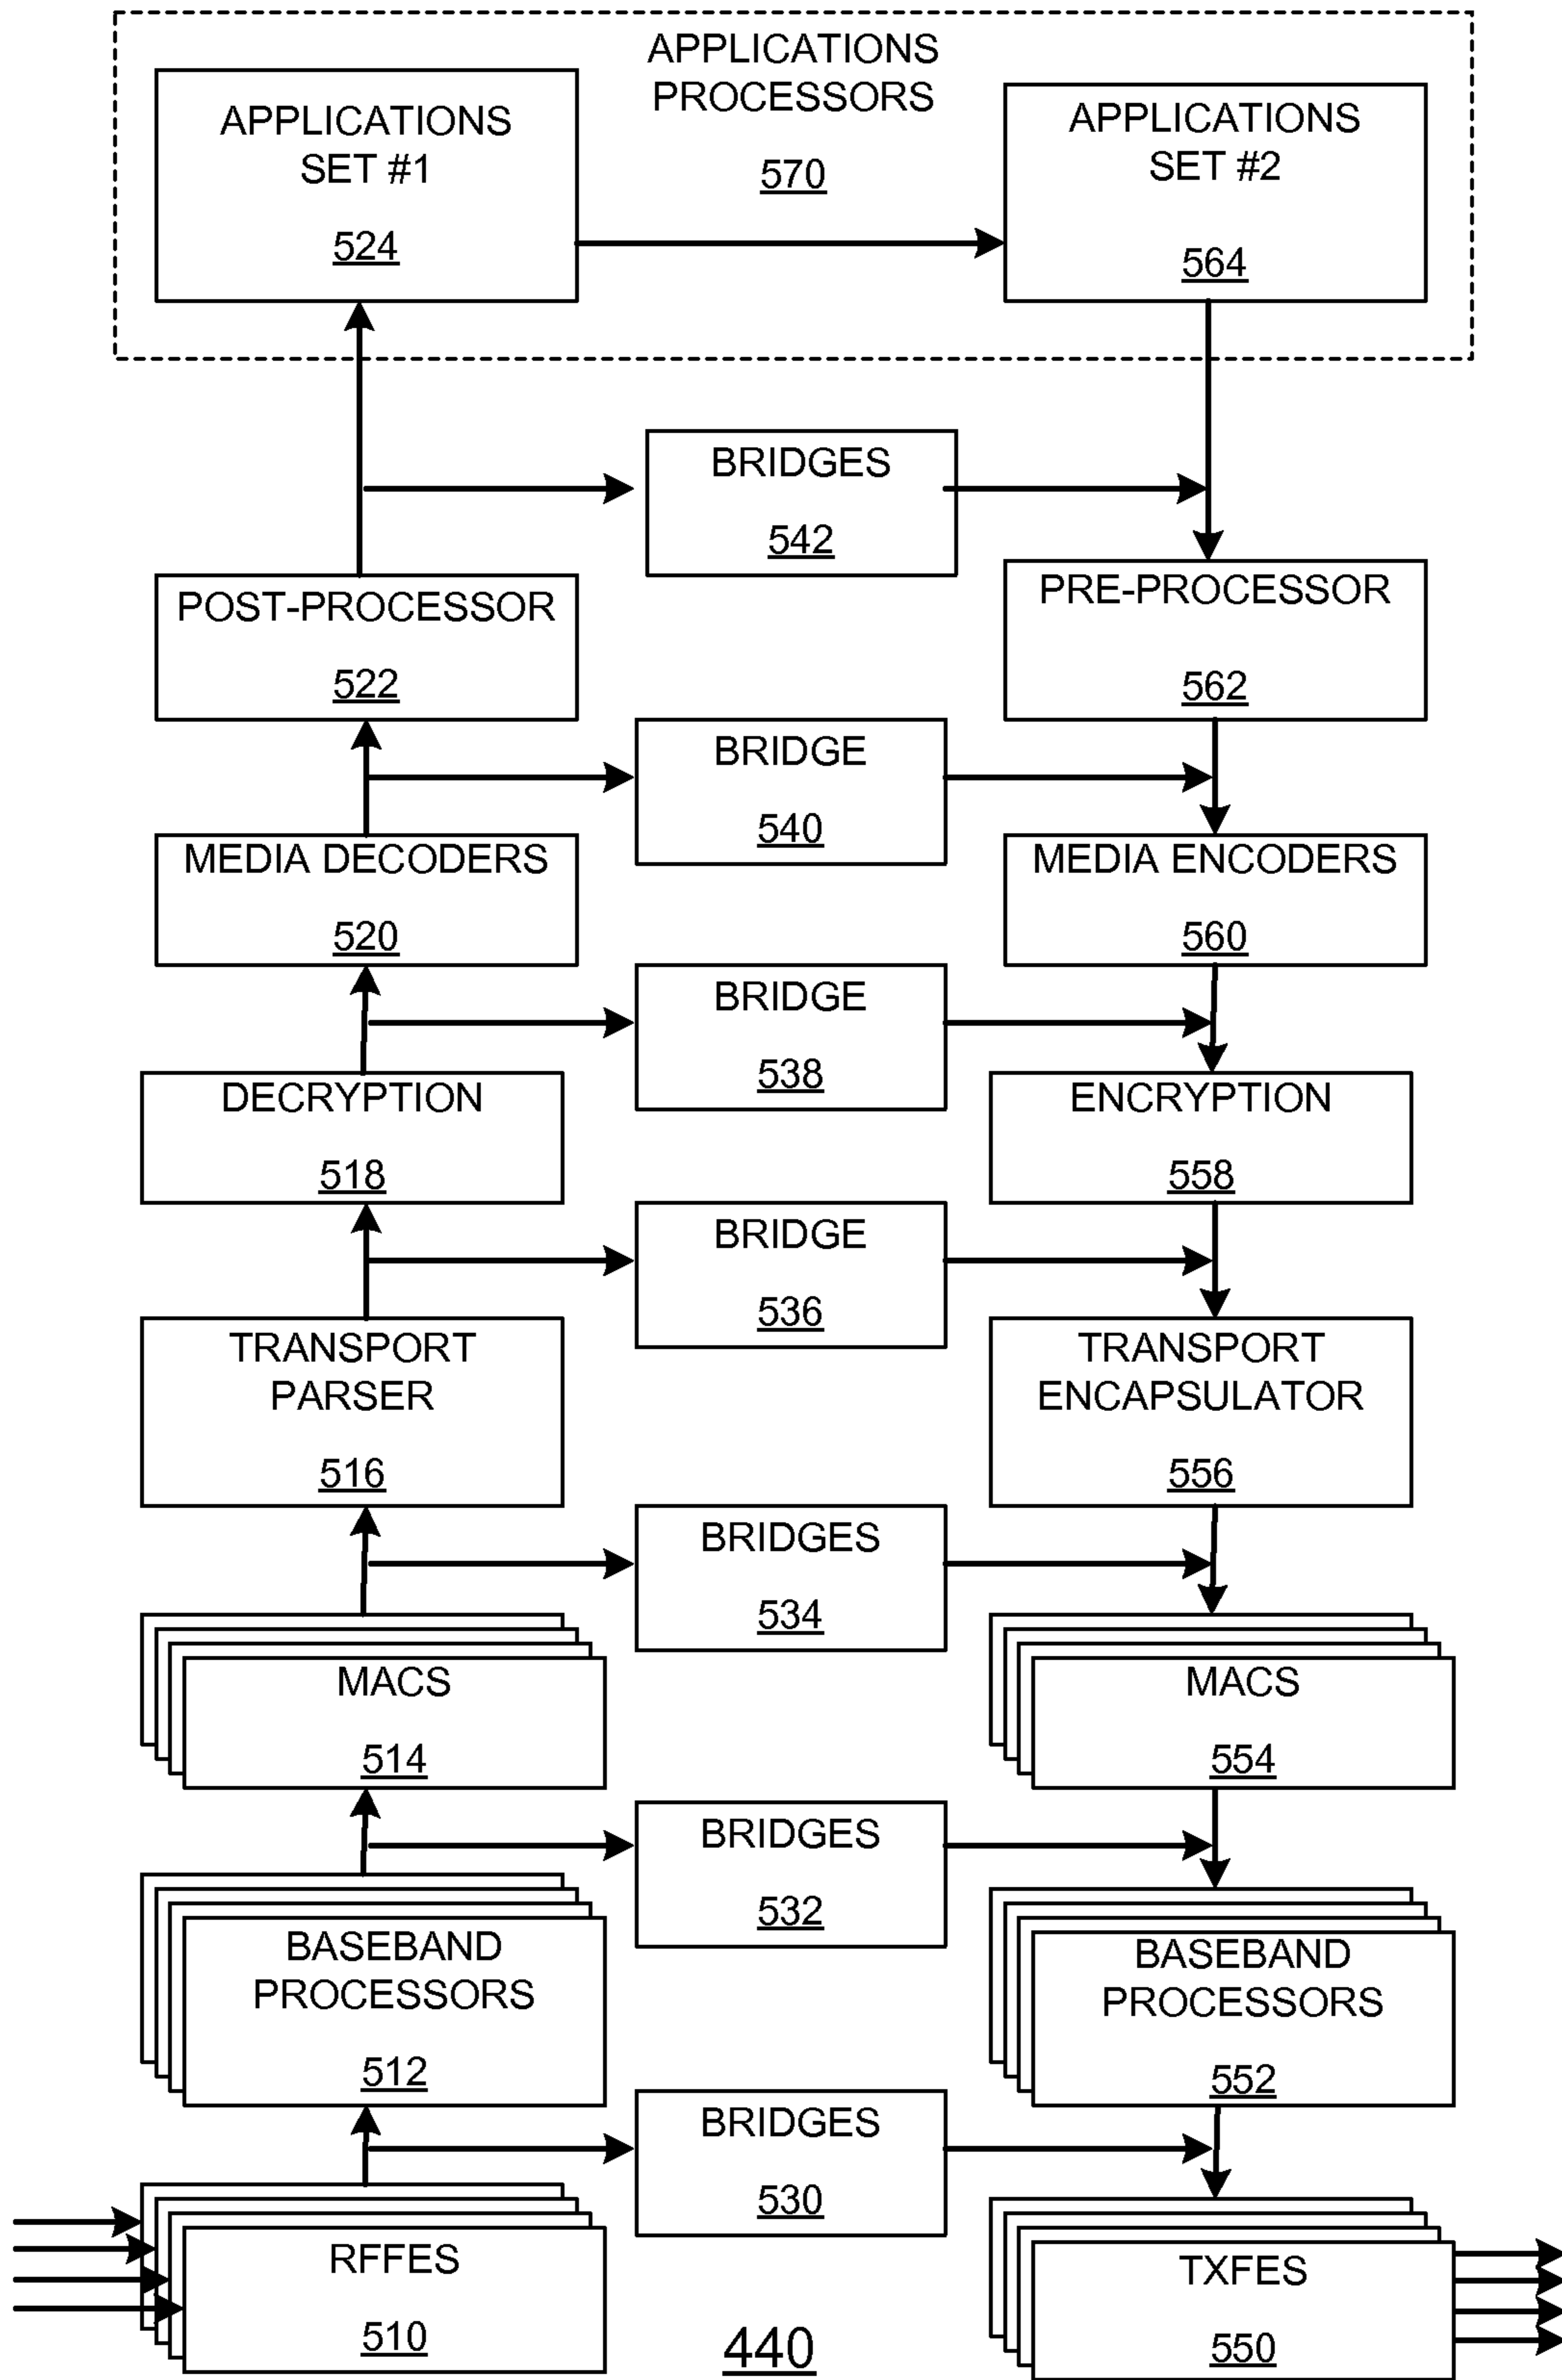 APPLICATIONS
PROCESSORS
570
APPLICATIONS
SET #1
524
APPLICATIONS
SET #2
564
BRIDGES
542
POST-PROCESSOR
522
PRE-PROCESSOR
562
BRIDGE
540
MEDIA DECODERS
520
MEDIA ENCODERS
560
BRIDGE
538
DECRYPTION
518
ENCRYPTION
558
BRIDGE
536
TRANSPORT
PARSER
516
TRANSPORT
ENCAPSULATOR
556
BRIDGES
534
MACS
514
MACS
554
BRIDGES
532
BASEBAND
PROCESSORS
512
BASEBAND
PROCESSORS
552
BRIDGES
530
RFFES
510
TXFES
550
440